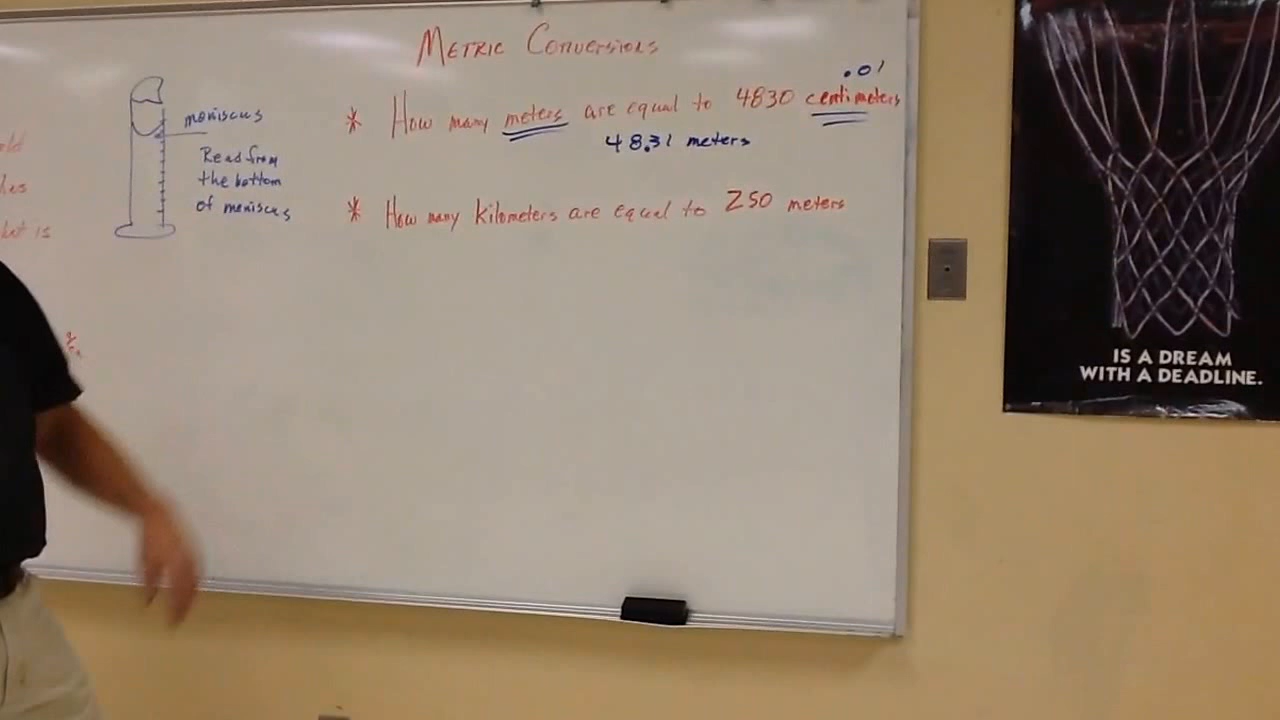 METRIC CONVERSIONS
.01
* How many meters are equal to 4830 centimeters
48.31 meters
* How many kilometers are equal to 250 meters
meniscus
Read from
the bottom
of meniscus
is
IS A DREAM
WITH A DEADLINE.